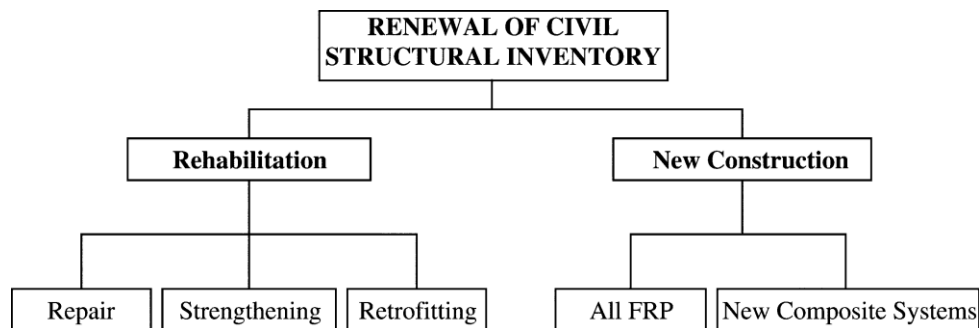 RENEWAL OF CIVIL
STRUCTURAL INVENTORY
Rehabilitation
New Construction
Repair
Strengthening
Retrofitting
All FRP
New Composite Systems